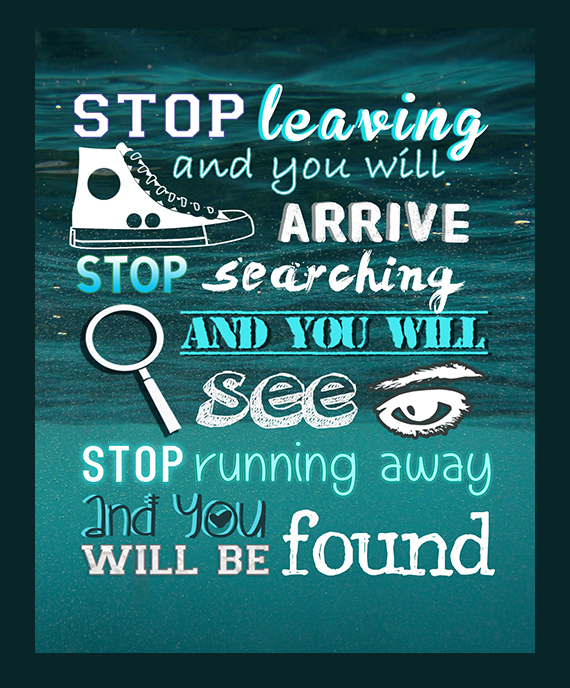 STOP leaving
and you will
ARRIVE
STOP searching
AND YOU WILL
see
STOP running away
and you
WILL BE found